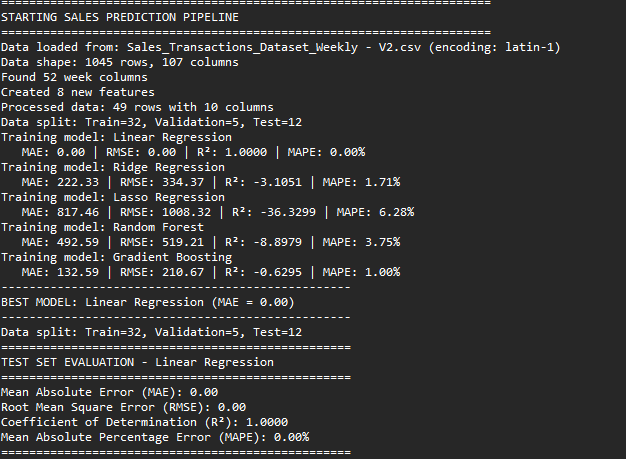 ======================================================================
STARTING SALES PREDICTION PIPELINE
======================================================================
Data loaded from: Sales_Transactions_Dataset_Weekly - V2.csv (encoding: latin-1)
Data shape: 1045 rows, 107 columns
Found 52 week columns
Created 8 new features
Processed data: 49 rows with 10 columns
Data split: Train=32, Validation=5, Test=12
Training model: Linear Regression
   MAE: 0.00 | RMSE: 0.00 | R²: 1.0000 | MAPE: 0.00%
Training model: Ridge Regression
   MAE: 222.33 | RMSE: 334.37 | R²: -3.1051 | MAPE: 1.71%
Training model: Lasso Regression
   MAE: 817.46 | RMSE: 1008.32 | R²: -36.3299 | MAPE: 6.28%
Training model: Random Forest
   MAE: 492.59 | RMSE: 519.21 | R²: -8.8979 | MAPE: 3.75%
Training model: Gradient Boosting
   MAE: 132.59 | RMSE: 210.67 | R²: -0.6295 | MAPE: 1.00%
--------------------------------------------------
BEST MODEL: Linear Regression (MAE = 0.00)
--------------------------------------------------
Data split: Train=32, Validation=5, Test=12
==================================================
TEST SET EVALUATION - Linear Regression
==================================================
Mean Absolute Error (MAE): 0.00
Root Mean Square Error (RMSE): 0.00
Coefficient of Determination (R²): 1.0000
Mean Absolute Percentage Error (MAPE): 0.00%
==================================================